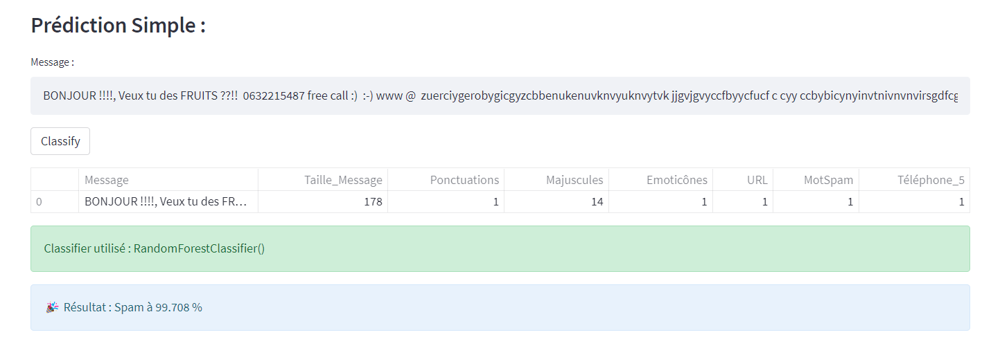 Prédiction Simple :
Message :
BONJOUR !!!!, Veux tu des FRUITS ??!!  0632215487 free call :)  :-) www @  zuerciygerobygicgyzcbbenukenuvknvyuknvytvk jjgvjgvyccfbyycfucf c cyy ccbybicynyinvtnivnvnvirsgdfcg
Classify
Message Taille_Message Ponctuations Majuscules Emoticônes URL MotSpam Téléphone_5
0 BONJOUR !!!!, Veux tu des FR… 178 1 14 1 1 1 1
Classifier utilisé : RandomForestClassifier()
🎉 Résultat : Spam à 99.708 %